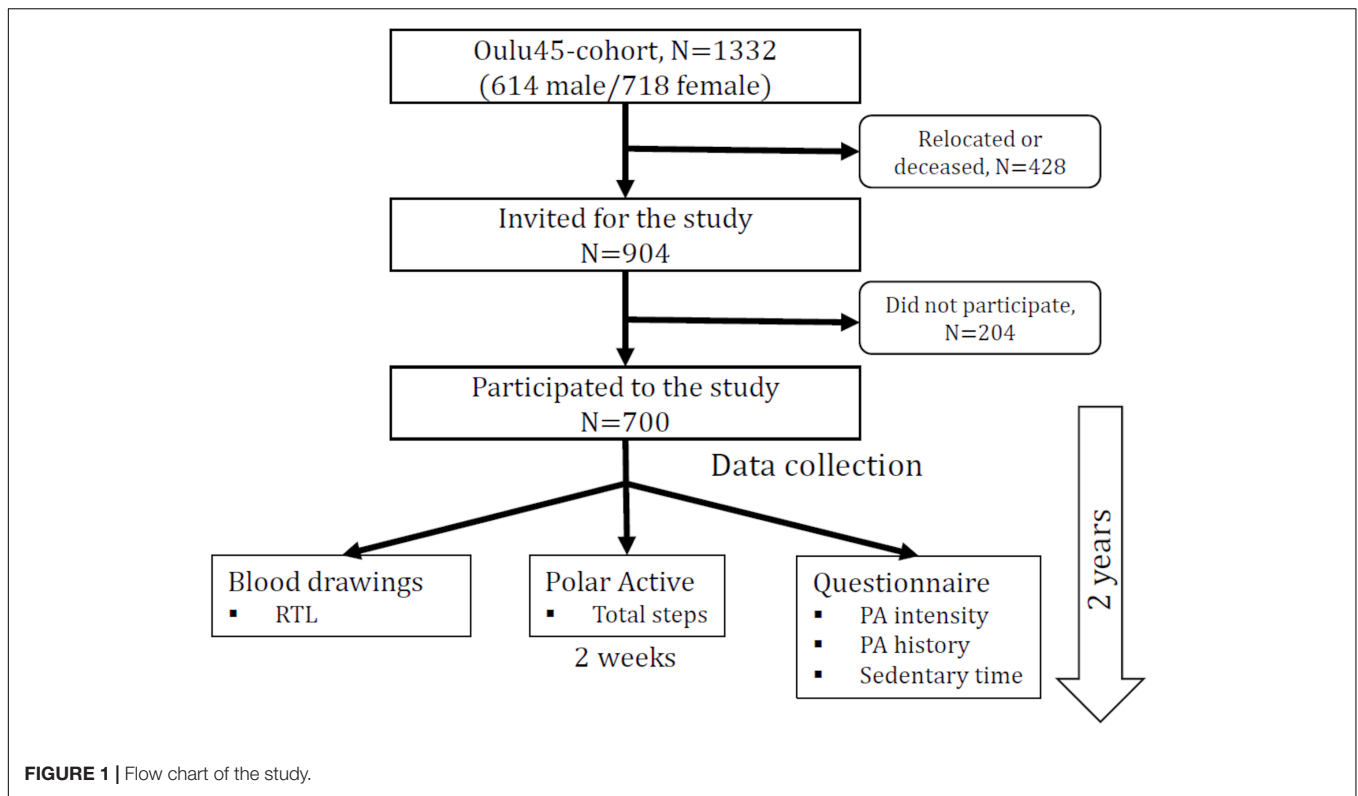 Oulu45-cohort, N=1332
(614 male/718 female)
Relocated or
deceased, N=428
Invited for the study
N=904
Did not participate,
N=204
Participated to the study
N=700
Data collection
Blood drawings
▪ RTL
Polar Active
▪ Total steps
2 weeks
Questionnaire
▪ PA intensity
▪ PA history
▪ Sedentary time
2 years
FIGURE 1 | Flow chart of the study.